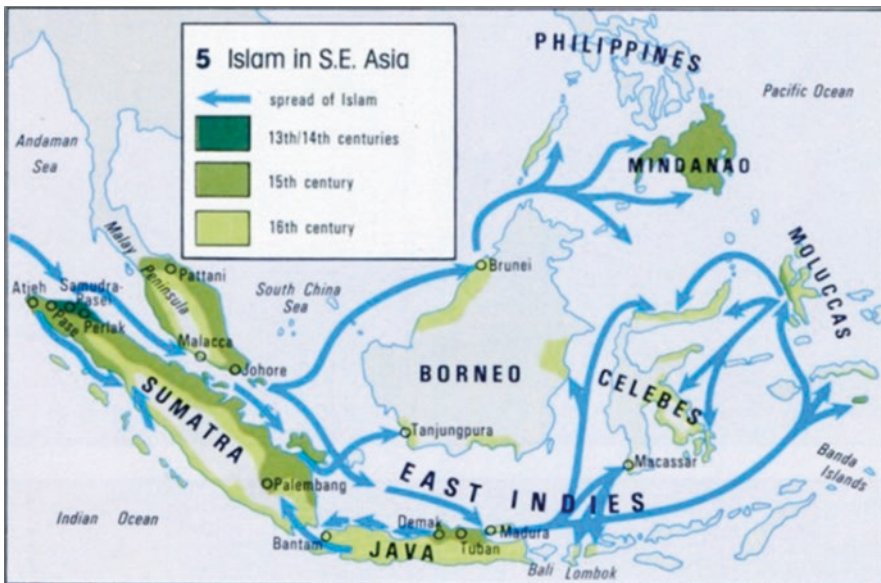 5 Islam in S.E. Asia
spread of Islam
13th/14th centuries
15th century
16th century
PHILIPPINES
Pacific Ocean
Andaman
Sea
MINDANAO
Malay
Peninsula
Pattani
South China
Sea
Brunei
MOLUCCAS
Atjeh
Samudra-
Pasei
Pase
Perlak
Malacca
Johore
BORNEO
CELEBES
SUMATRA
Tanjungpura
Macassar
Banda
Islands
Palembang
EAST INDIES
Indian Ocean
Bantam
Demak
Tuban
Madura
JAVA
Bali Lombok